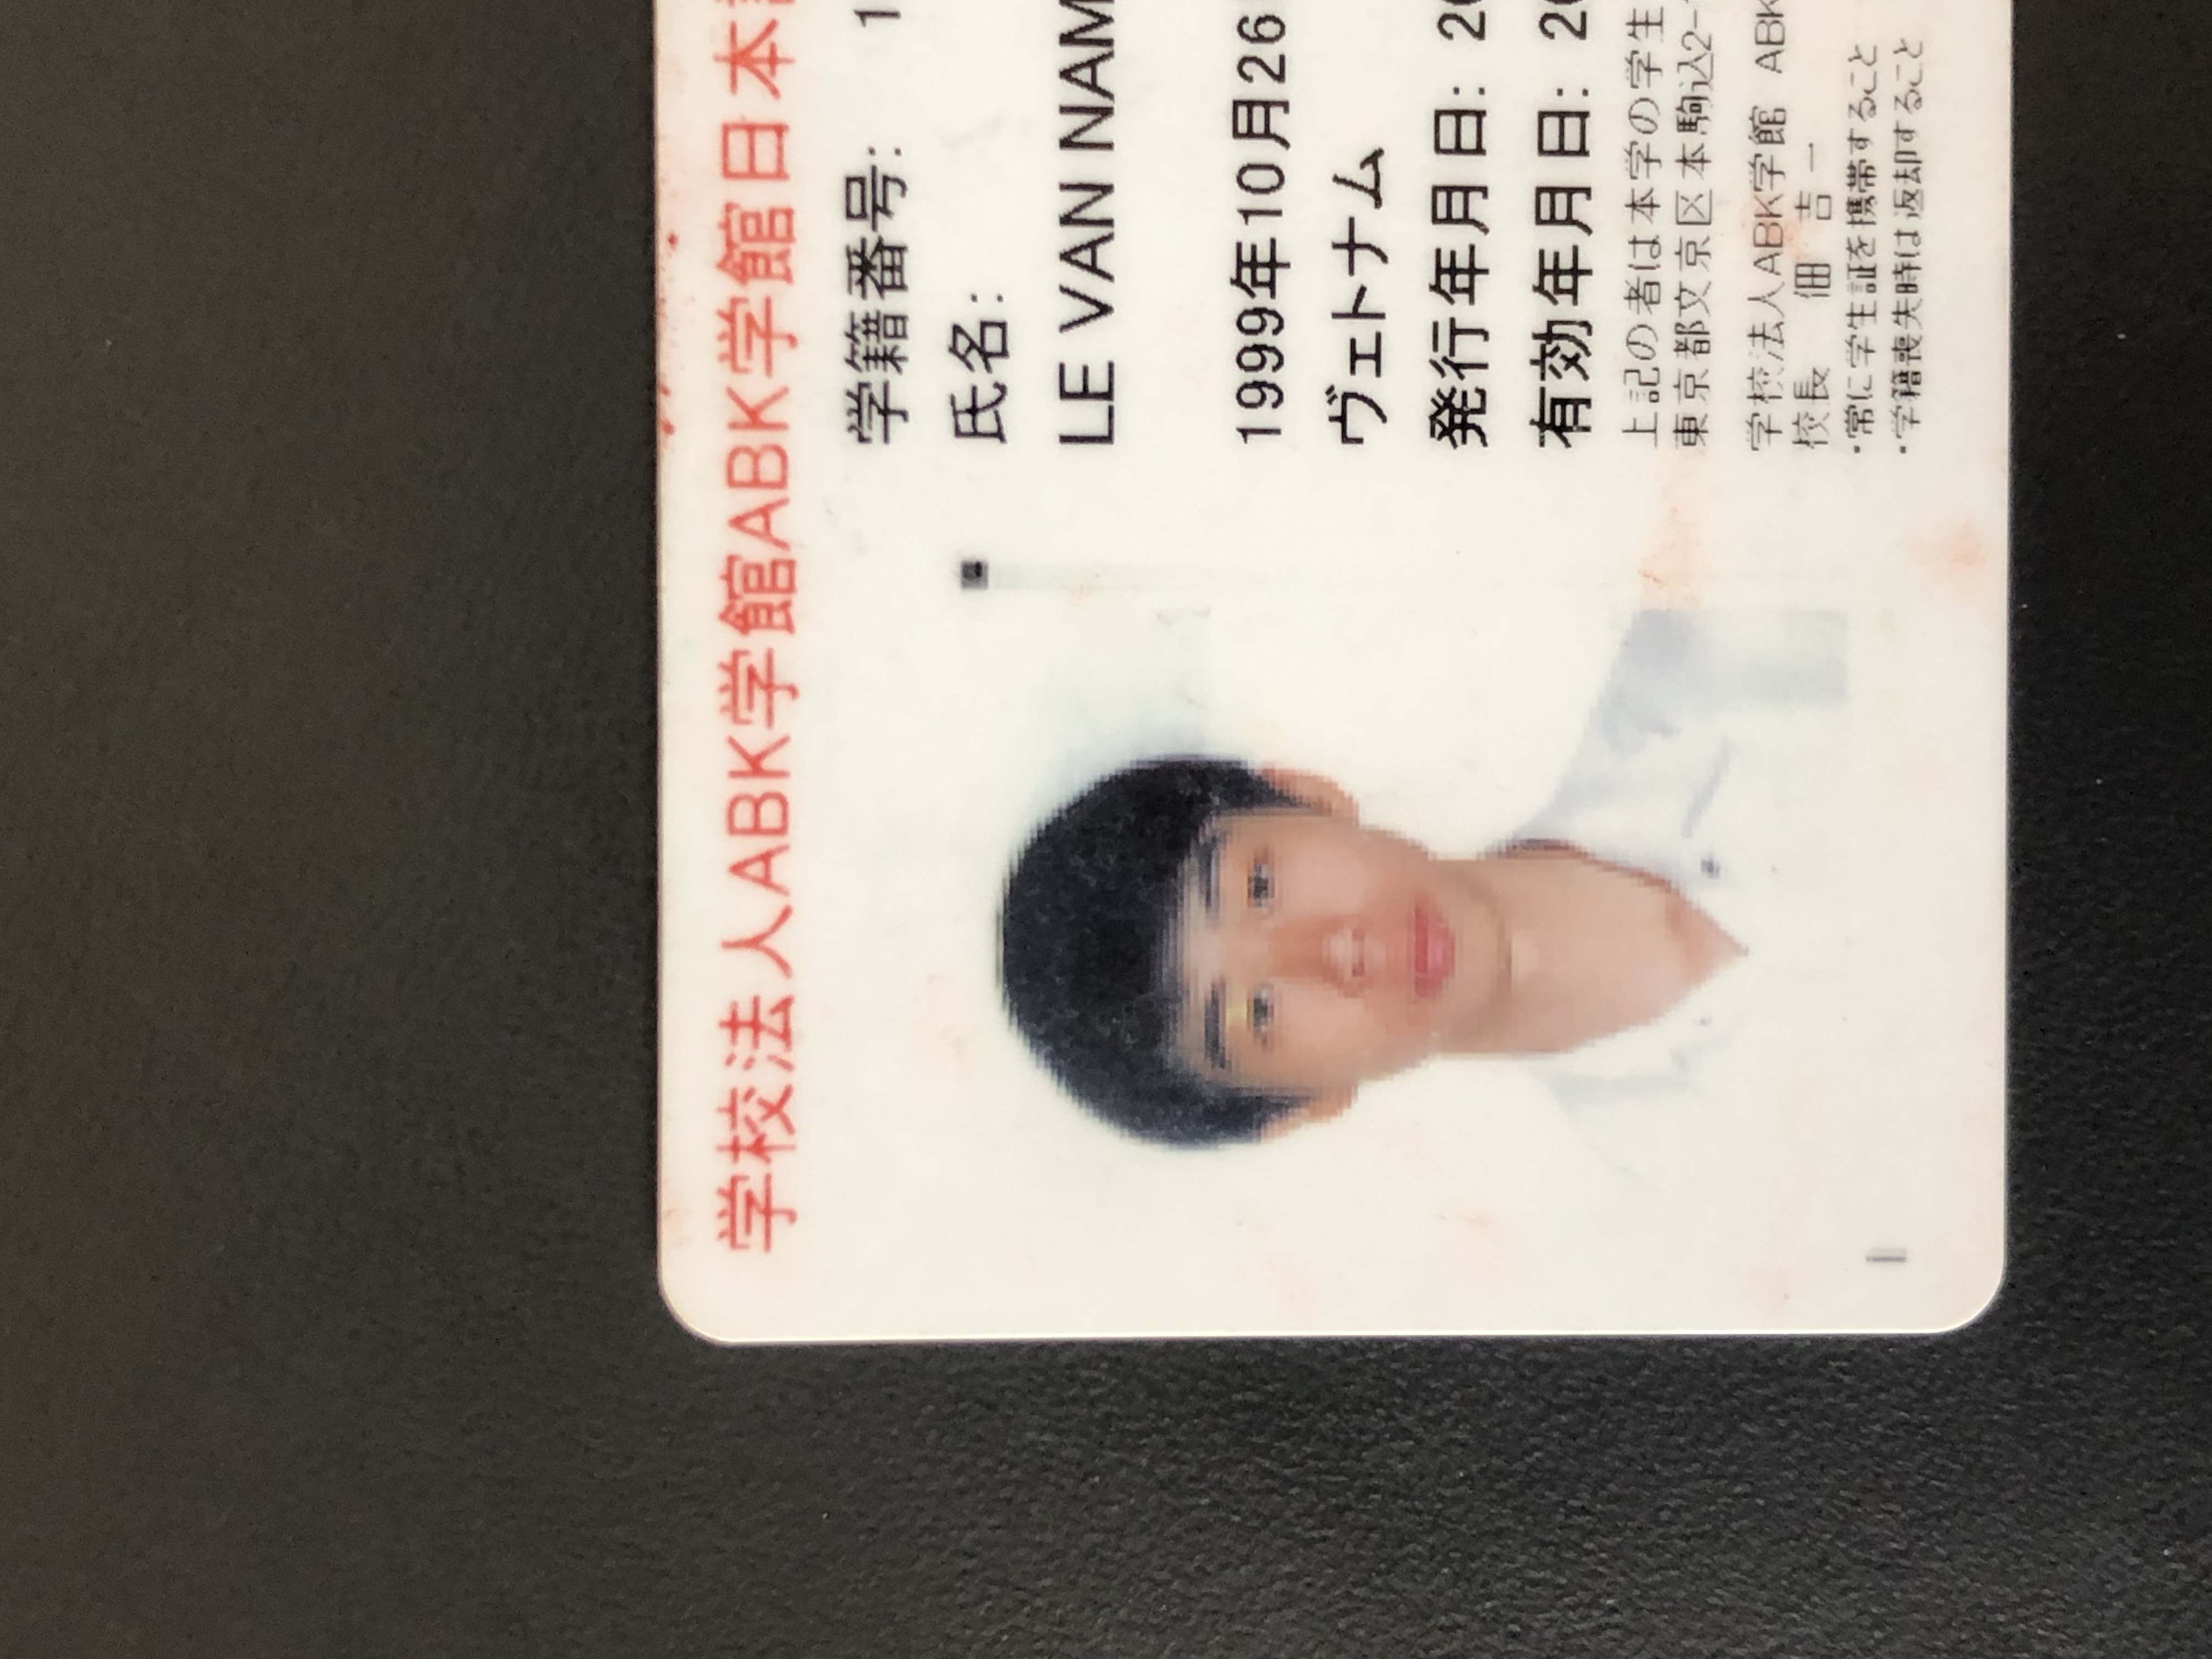 学校法人ABK学館ABK学館日本
学籍番号: 1
氏名:
LE VAN NAM
1999年10月26
ヴェトナム
発行年月日: 20
有効年月日: 20
上記の者は本学の学生
東京都文京区本駒込2-
学校法人ABK学館 ABK
校長 佃 吉一
・常に学生証を携帯すること
・学籍喪失時は返却すること